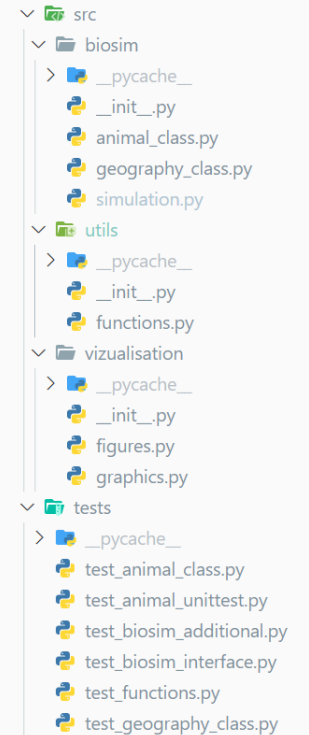 src
biosim
__pycache__
__init__.py
animal_class.py
geography_class.py
simulation.py
utils
__pycache__
__init__.py
functions.py
vizualisation
__pycache__
__init__.py
figures.py
graphics.py
tests
__pycache__
test_animal_class.py
test_animal_unittest.py
test_biosim_additional.py
test_biosim_interface.py
test_functions.py
test_geography_class.py